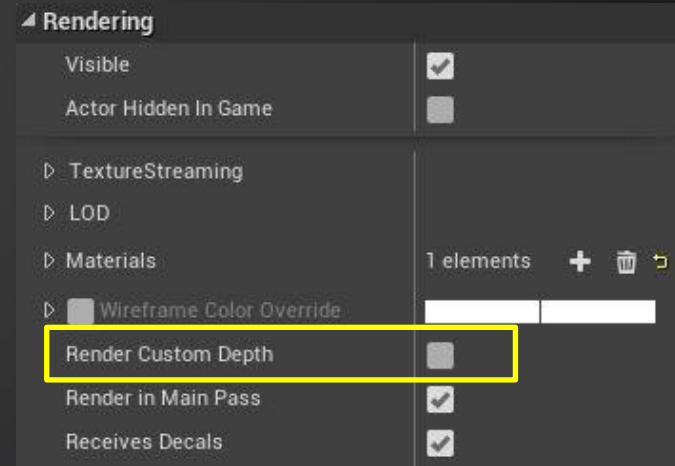 Rendering
Visible
Actor Hidden In Game
TextureStreaming
LOD
Materials 1 elements
Wireframe Color Override
Render Custom Depth
Render in Main Pass
Receives Decals